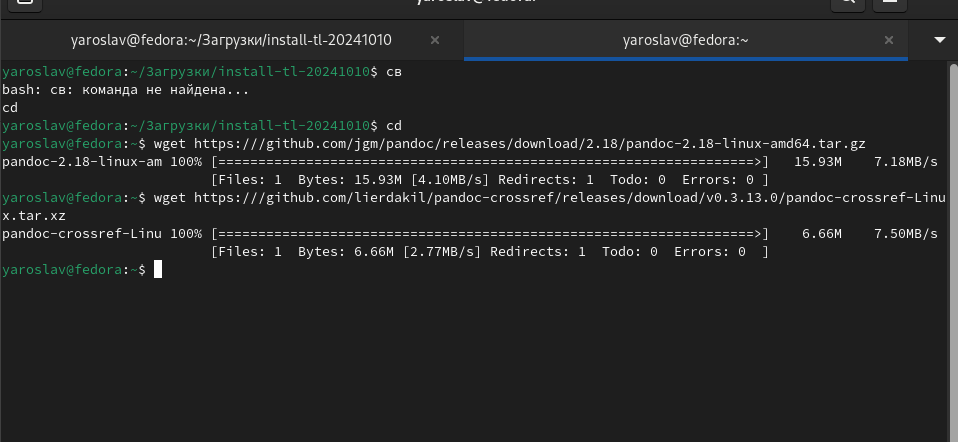 yaroslav@fedora:~/Загрузки/install-tl-20241010
yaroslav@fedora:~
yaroslav@fedora:~/Загрузки/install-tl-20241010$ св
bash: св: команда не найдена...
cd
yaroslav@fedora:~/Загрузки/install-tl-20241010$ cd
yaroslav@fedora:~$ wget https:///github.com/jgm/pandoc/releases/download/2.18/pandoc-2.18-linux-amd64.tar.gz
pandoc-2.18-linux-am 100% [===================================================================>] 15.93M 7.18MB/s
[Files: 1 Bytes: 15.93M [4.10MB/s] Redirects: 1 Todo: 0 Errors: 0 ]
yaroslav@fedora:~$ wget https:///github.com/lierdakil/pandoc-crossref/releases/download/v0.3.13.0/pandoc-crossref-Linu
x.tar.xz
pandoc-crossref-Linu 100% [===================================================================>] 6.66M 7.50MB/s
[Files: 1 Bytes: 6.66M [2.77MB/s] Redirects: 1 Todo: 0 Errors: 0 ]
yaroslav@fedora:~$